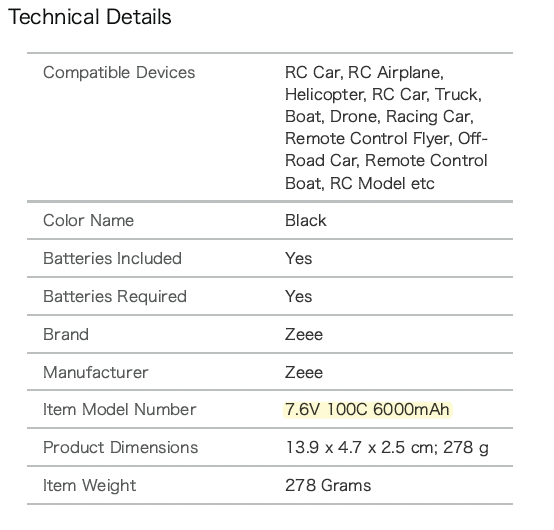 Technical Details
Compatible Devices
RC Car, RC Airplane,
Helicopter, RC Car, Truck,
Boat, Drone, Racing Car,
Remote Control Flyer, Off-
Road Car, Remote Control
Boat, RC Model etc
Color Name
Black
Batteries Included
Yes
Batteries Required
Yes
Brand
Zeee
Manufacturer
Zeee
Item Model Number
7.6V 100C 6000mAh
Product Dimensions
13.9 x 4.7 x 2.5 cm; 278 g
Item Weight
278 Grams